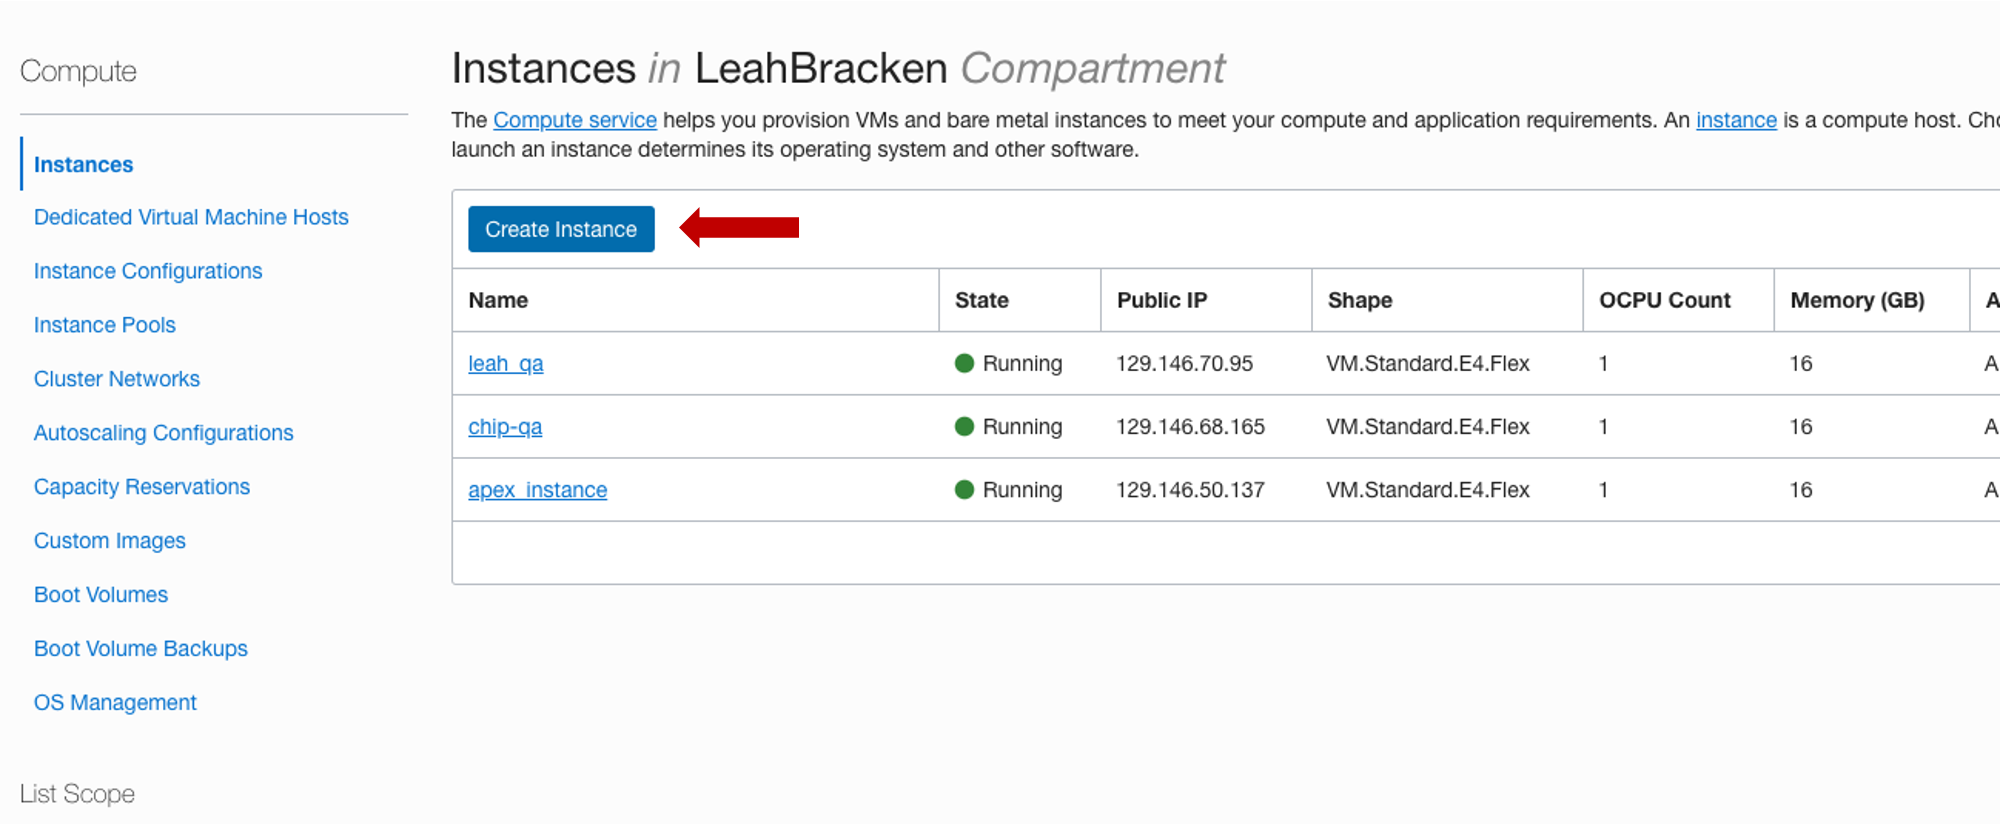 Compute
Instances
Dedicated Virtual Machine Hosts
Instance Configurations
Instance Pools
Cluster Networks
Autoscaling Configurations
Capacity Reservations
Custom Images
Boot Volumes
Boot Volume Backups
OS Management
List Scope
Instances in LeahBracken Compartment
The Compute service helps you provision VMs and bare metal instances to meet your compute and application requirements. An instance is a compute host.
launch an instance determines its operating system and other software.
Create Instance
Name State Public IP Shape OCPU Count Memory (GB) A
leah_qa Running 129.146.70.95 VM.Standard.E4.Flex 1 16 A
chip-qa Running 129.146.68.165 VM.Standard.E4.Flex 1 16 A
apex_instance Running 129.146.50.137 VM.Standard.E4.Flex 1 16 A